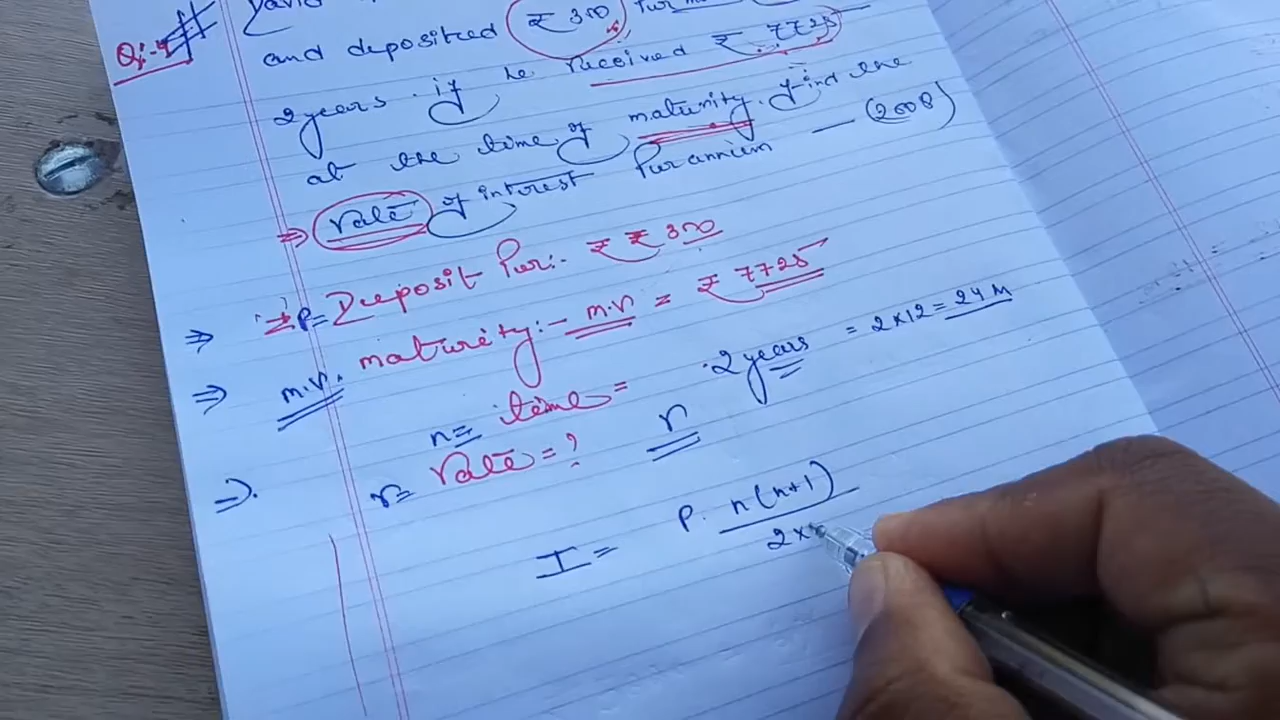 Q:-4
and deposited ₹ 300 Per
2 years . if he received ₹ 7725
at the time of maturity . find the
⇒ rate of interest Per annum — (2008)
⇒ P= Deposit Per:- ₹ ₹ 300
⇒ m.v. maturity:- m.v = ₹ 7725
n= time = 2 years = 2×12 = 24 M
⇒. r= rate = ? r
I = P. n(n+1)
2×